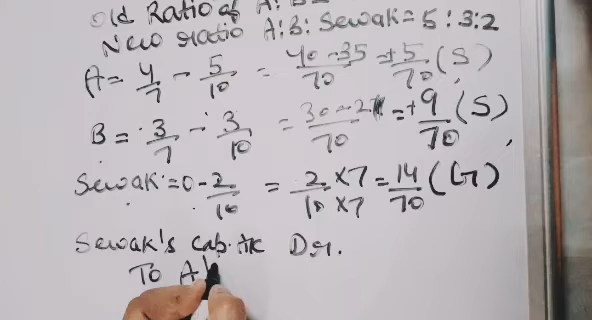 Old Ratio of A:
New ratio A:B:Sewak = 5:3:2
A = 4/7 - 5/10 = 40-35/70 = +5/70 (S)
B = 3/7 - 3/10 = 30-21/70 = +9/70 (S)
Sewak = 0 - 2/10 = 2/10 ×7/×7 = 14/70 (G)
Sewak's Cap. A/c Dr.
To A'